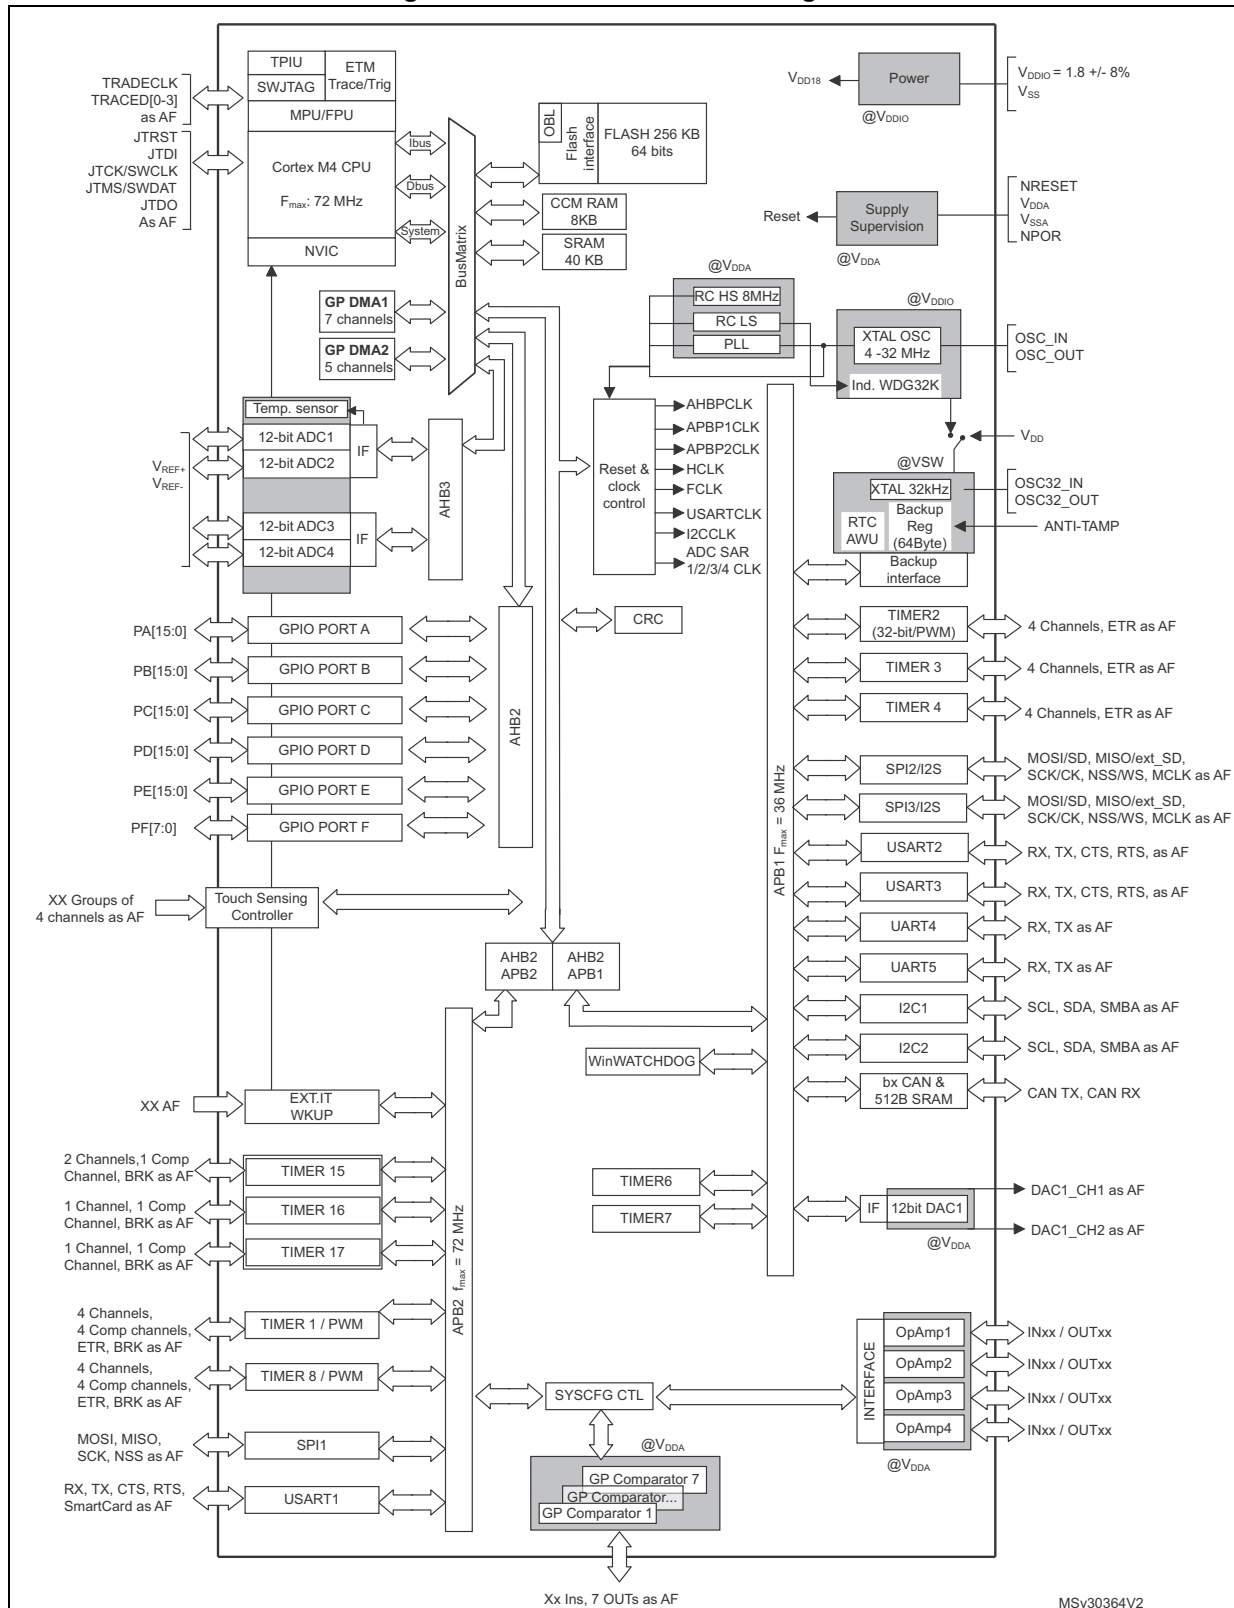 TPIU
SWJTAG
ETM
Trace/Trig
MPU/FPU
Cortex M4 CPU
Fmax: 72 MHz
NVIC
TRADECLK
TRACED[0-3]
as AF
JTRST
JTDI
JTCK/SWCLK
JTMS/SWDAT
JTDO
As AF
Ibus
Dbus
System
BusMatrix
OBL
Flash
interface
FLASH 256 KB
64 bits
CCM RAM
8KB
SRAM
40 KB
GP DMA1
7 channels
GP DMA2
5 channels
VDD18
Power
VDDIO = 1.8 +/- 8%
VSS
@VDDIO
Reset
Supply
Supervision
NRESET
VDDA
VSSA
NPOR
@VDDA
@VDDA
RC HS 8MHz
RC LS
PLL
@VDDIO
XTAL OSC
4 -32 MHz
Ind. WDG32K
OSC_IN
OSC_OUT
VDD
@VSW
XTAL 32kHz
RTC
AWU
Backup
Reg
(64Byte)
Backup
interface
OSC32_IN
OSC32_OUT
ANTI-TAMP
Reset &
clock
control
AHBPCLK
APBP1CLK
APBP2CLK
HCLK
FCLK
USARTCLK
I2CCLK
ADC SAR
1/2/3/4 CLK
Temp. sensor
12-bit ADC1
12-bit ADC2
IF
VREF+
VREF-
12-bit ADC3
12-bit ADC4
IF
AHB3
CRC
PA[15:0]
GPIO PORT A
PB[15:0]
GPIO PORT B
PC[15:0]
GPIO PORT C
PD[15:0]
GPIO PORT D
PE[15:0]
GPIO PORT E
PF[7:0]
GPIO PORT F
AHB2
XX Groups of
4 channels as AF
Touch Sensing
Controller
AHB2
APB2
AHB2
APB1
APB1 Fmax = 36 MHz
TIMER2
(32-bit/PWM)
4 Channels, ETR as AF
TIMER 3
4 Channels, ETR as AF
TIMER 4
4 Channels, ETR as AF
SPI2/I2S
MOSI/SD, MISO/ext_SD,
SCK/CK, NSS/WS, MCLK as AF
SPI3/I2S
MOSI/SD, MISO/ext_SD,
SCK/CK, NSS/WS, MCLK as AF
USART2
RX, TX, CTS, RTS, as AF
USART3
RX, TX, CTS, RTS, as AF
UART4
RX, TX as AF
UART5
RX, TX as AF
I2C1
SCL, SDA, SMBA as AF
I2C2
SCL, SDA, SMBA as AF
bx CAN &
512B SRAM
CAN TX, CAN RX
WinWATCHDOG
TIMER6
TIMER7
IF
12bit DAC1
DAC1_CH1 as AF
DAC1_CH2 as AF
@VDDA
XX AF
EXT.IT
WKUP
2 Channels,1 Comp
Channel, BRK as AF
TIMER 15
1 Channel, 1 Comp
Channel, BRK as AF
TIMER 16
1 Channel, 1 Comp
Channel, BRK as AF
TIMER 17
4 Channels,
4 Comp channels,
ETR, BRK as AF
TIMER 1 / PWM
4 Channels,
4 Comp channels,
ETR, BRK as AF
TIMER 8 / PWM
MOSI, MISO,
SCK, NSS as AF
SPI1
RX, TX, CTS, RTS,
SmartCard as AF
USART1
APB2 fmax = 72 MHz
SYSCFG CTL
@VDDA
GP Comparator 7
GP Comparator...
GP Comparator 1
Xx Ins, 7 OUTs as AF
INTERFACE
OpAmp1
INxx / OUTxx
OpAmp2
INxx / OUTxx
OpAmp3
INxx / OUTxx
OpAmp4
INxx / OUTxx
@VDDA
MSv30364V2